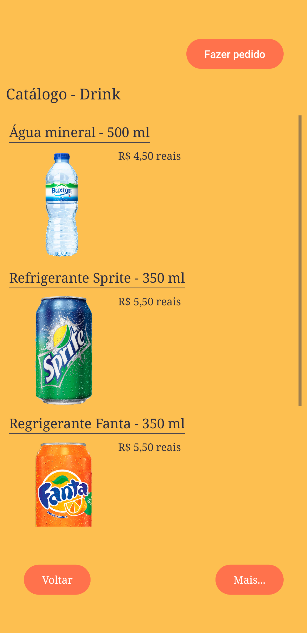 Fazer pedido
Catálogo - Drink
Água mineral - 500 ml
R$ 4,50 reais
Buxton
Refrigerante Sprite - 350 ml
R$ 5,50 reais
Sprite
Regrigerante Fanta - 350 ml
R$ 5,50 reais
Fanta
Voltar
Mais...